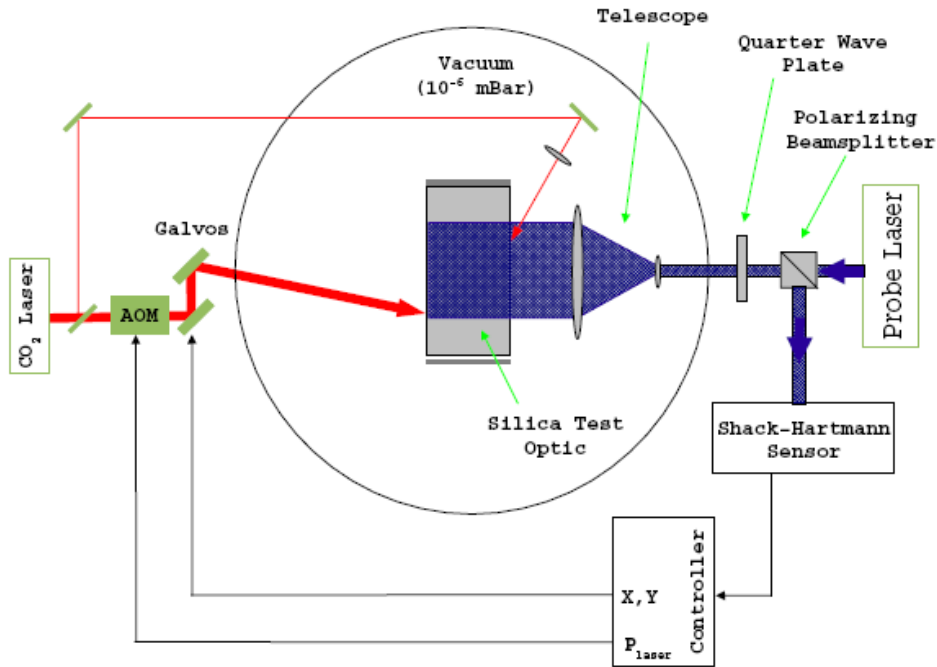 Telescope
Quarter Wave
Plate
Vacuum
(10⁻⁶ mBar)
Polarizing
Beamsplitter
Galvos
Probe Laser
CO₂ Laser
AOM
Silica Test
Optic
Shack-Hartmann
Sensor
Controller
X,Y
P_laser